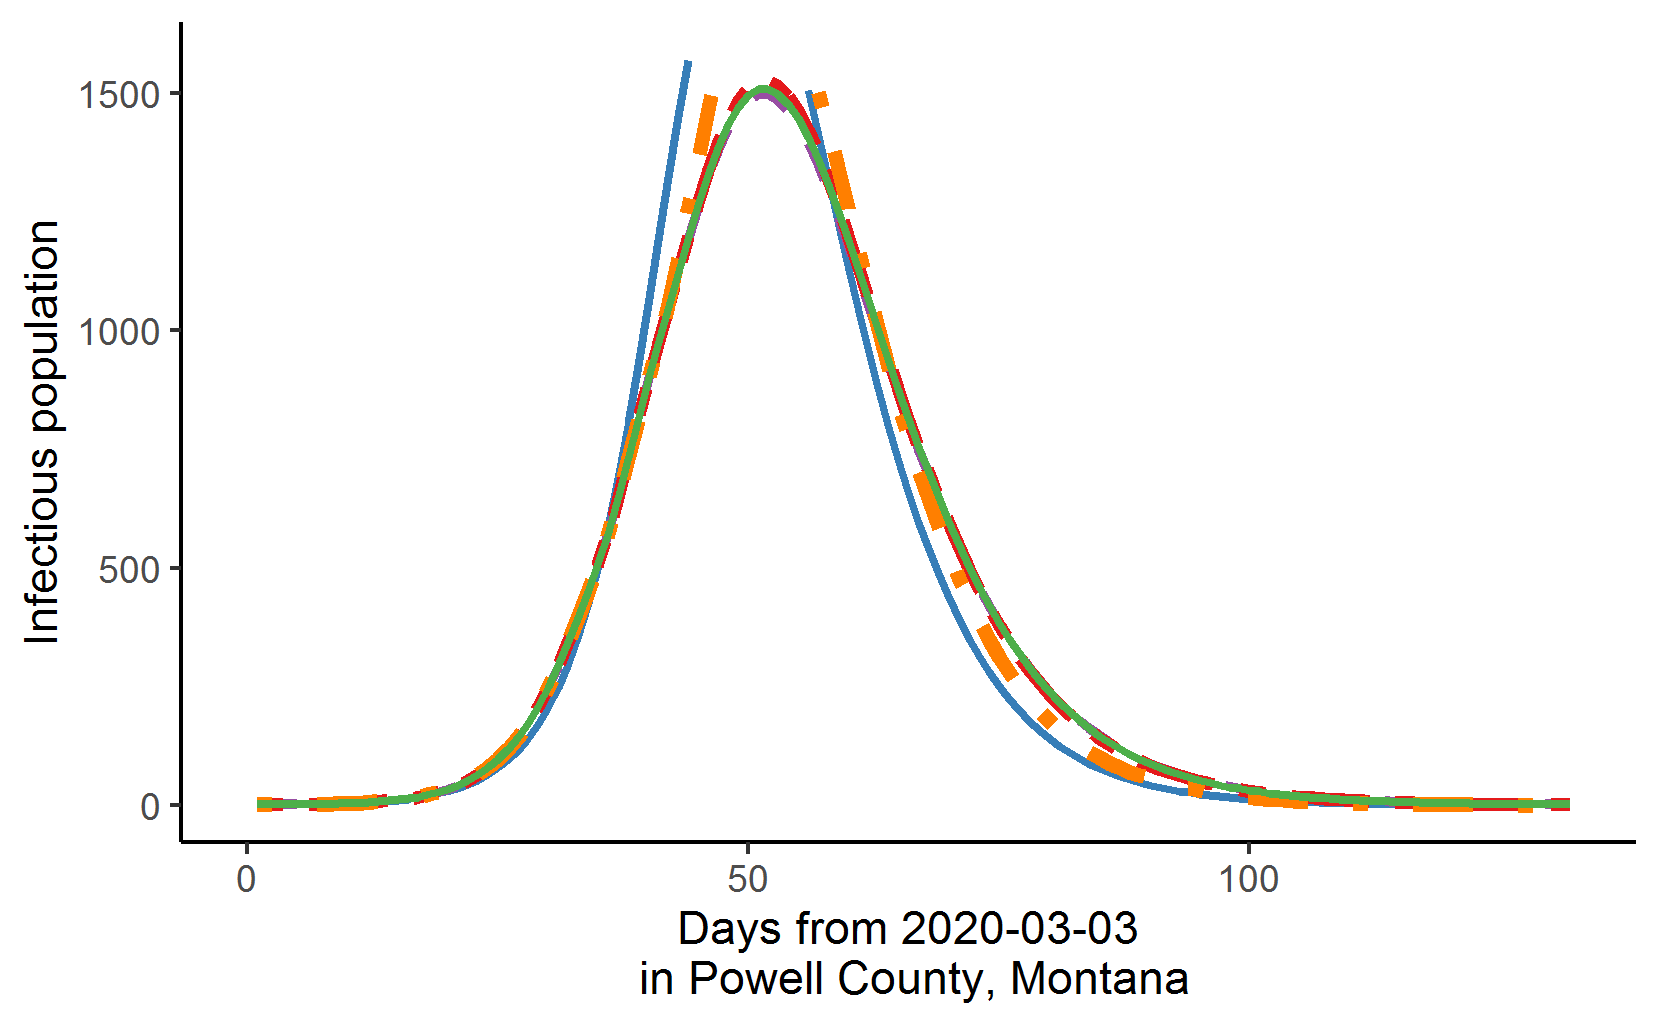 Infectious population
1500
1000
500
0
0 50 100
Days from 2020-03-03
in Powell County, Montana